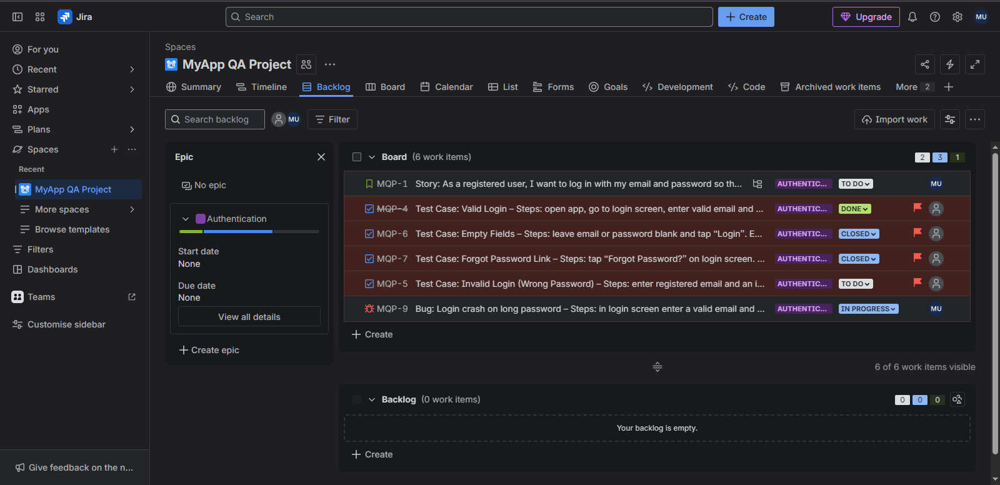 Jira
Search
Create
Upgrade
MU
For you
Recent
Starred
Apps
Plans
Spaces
Recent
MyApp QA Project
More spaces
Browse templates
Filters
Dashboards
Teams
Customise sidebar
Give feedback on the n...
Spaces
MyApp QA Project
Summary Timeline Backlog Board Calendar List Forms Goals Development Code Archived work items More 2
Search backlog
MU
Filter
Import work
Epic
No epic
Authentication
Start date
None
Due date
None
View all details
Create epic
Board (6 work items) 2 3 1
MQP-1 Story: As a registered user, I want to log in with my email and password so th... AUTHENTIC... TO DO MU
MQP-4 Test Case: Valid Login – Steps: open app, go to login screen, enter valid email and ... AUTHENTIC... DONE
MQP-6 Test Case: Empty Fields – Steps: leave email or password blank and tap “Login”. E... AUTHENTIC... CLOSED
MQP-7 Test Case: Forgot Password Link – Steps: tap “Forgot Password?” on login screen. ... AUTHENTIC... CLOSED
MQP-5 Test Case: Invalid Login (Wrong Password) – Steps: enter registered email and an i... AUTHENTIC... TO DO
MQP-9 Bug: Login crash on long password – Steps: in login screen enter a valid email and ... AUTHENTIC... IN PROGRESS MU
Create
6 of 6 work items visible
Backlog (0 work items) 0 0 0
Your backlog is empty.
Create